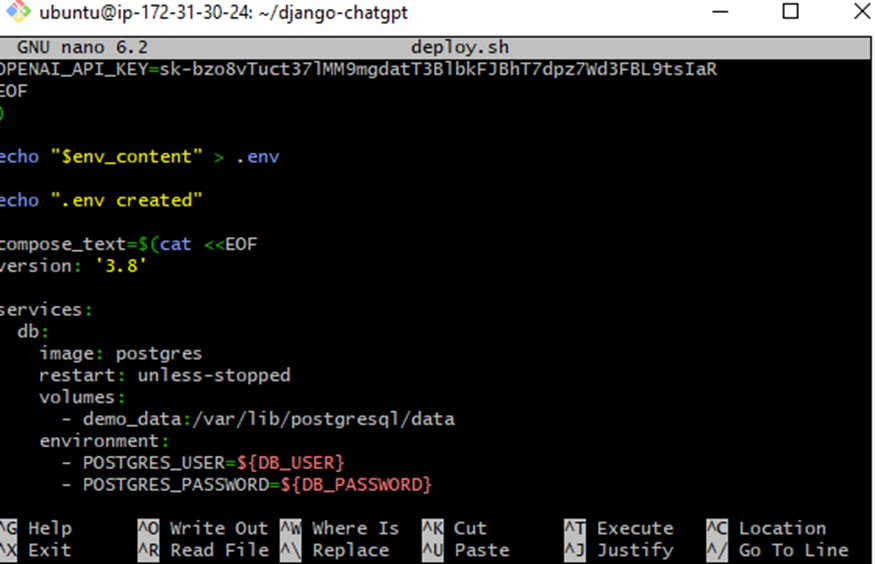 ubuntu@ip-172-31-30-24: ~/django-chatgpt
GNU nano 6.2 deploy.sh
OPENAI_API_KEY=
EOF
)
echo "$env_content" > .env
echo ".env created"
compose_text=$(cat <<EOF
version: '3.8'
services:
  db:
    image: postgres
    restart: unless-stopped
    volumes:
      - demo_data:/var/lib/postgresql/data
    environment:
      - POSTGRES_USER=${DB_USER}
      - POSTGRES_PASSWORD=${DB_PASSWORD}
^G Help ^O Write Out ^W Where Is ^K Cut ^T Execute ^C Location
^X Exit ^R Read File ^\ Replace ^U Paste ^J Justify ^/ Go To Line